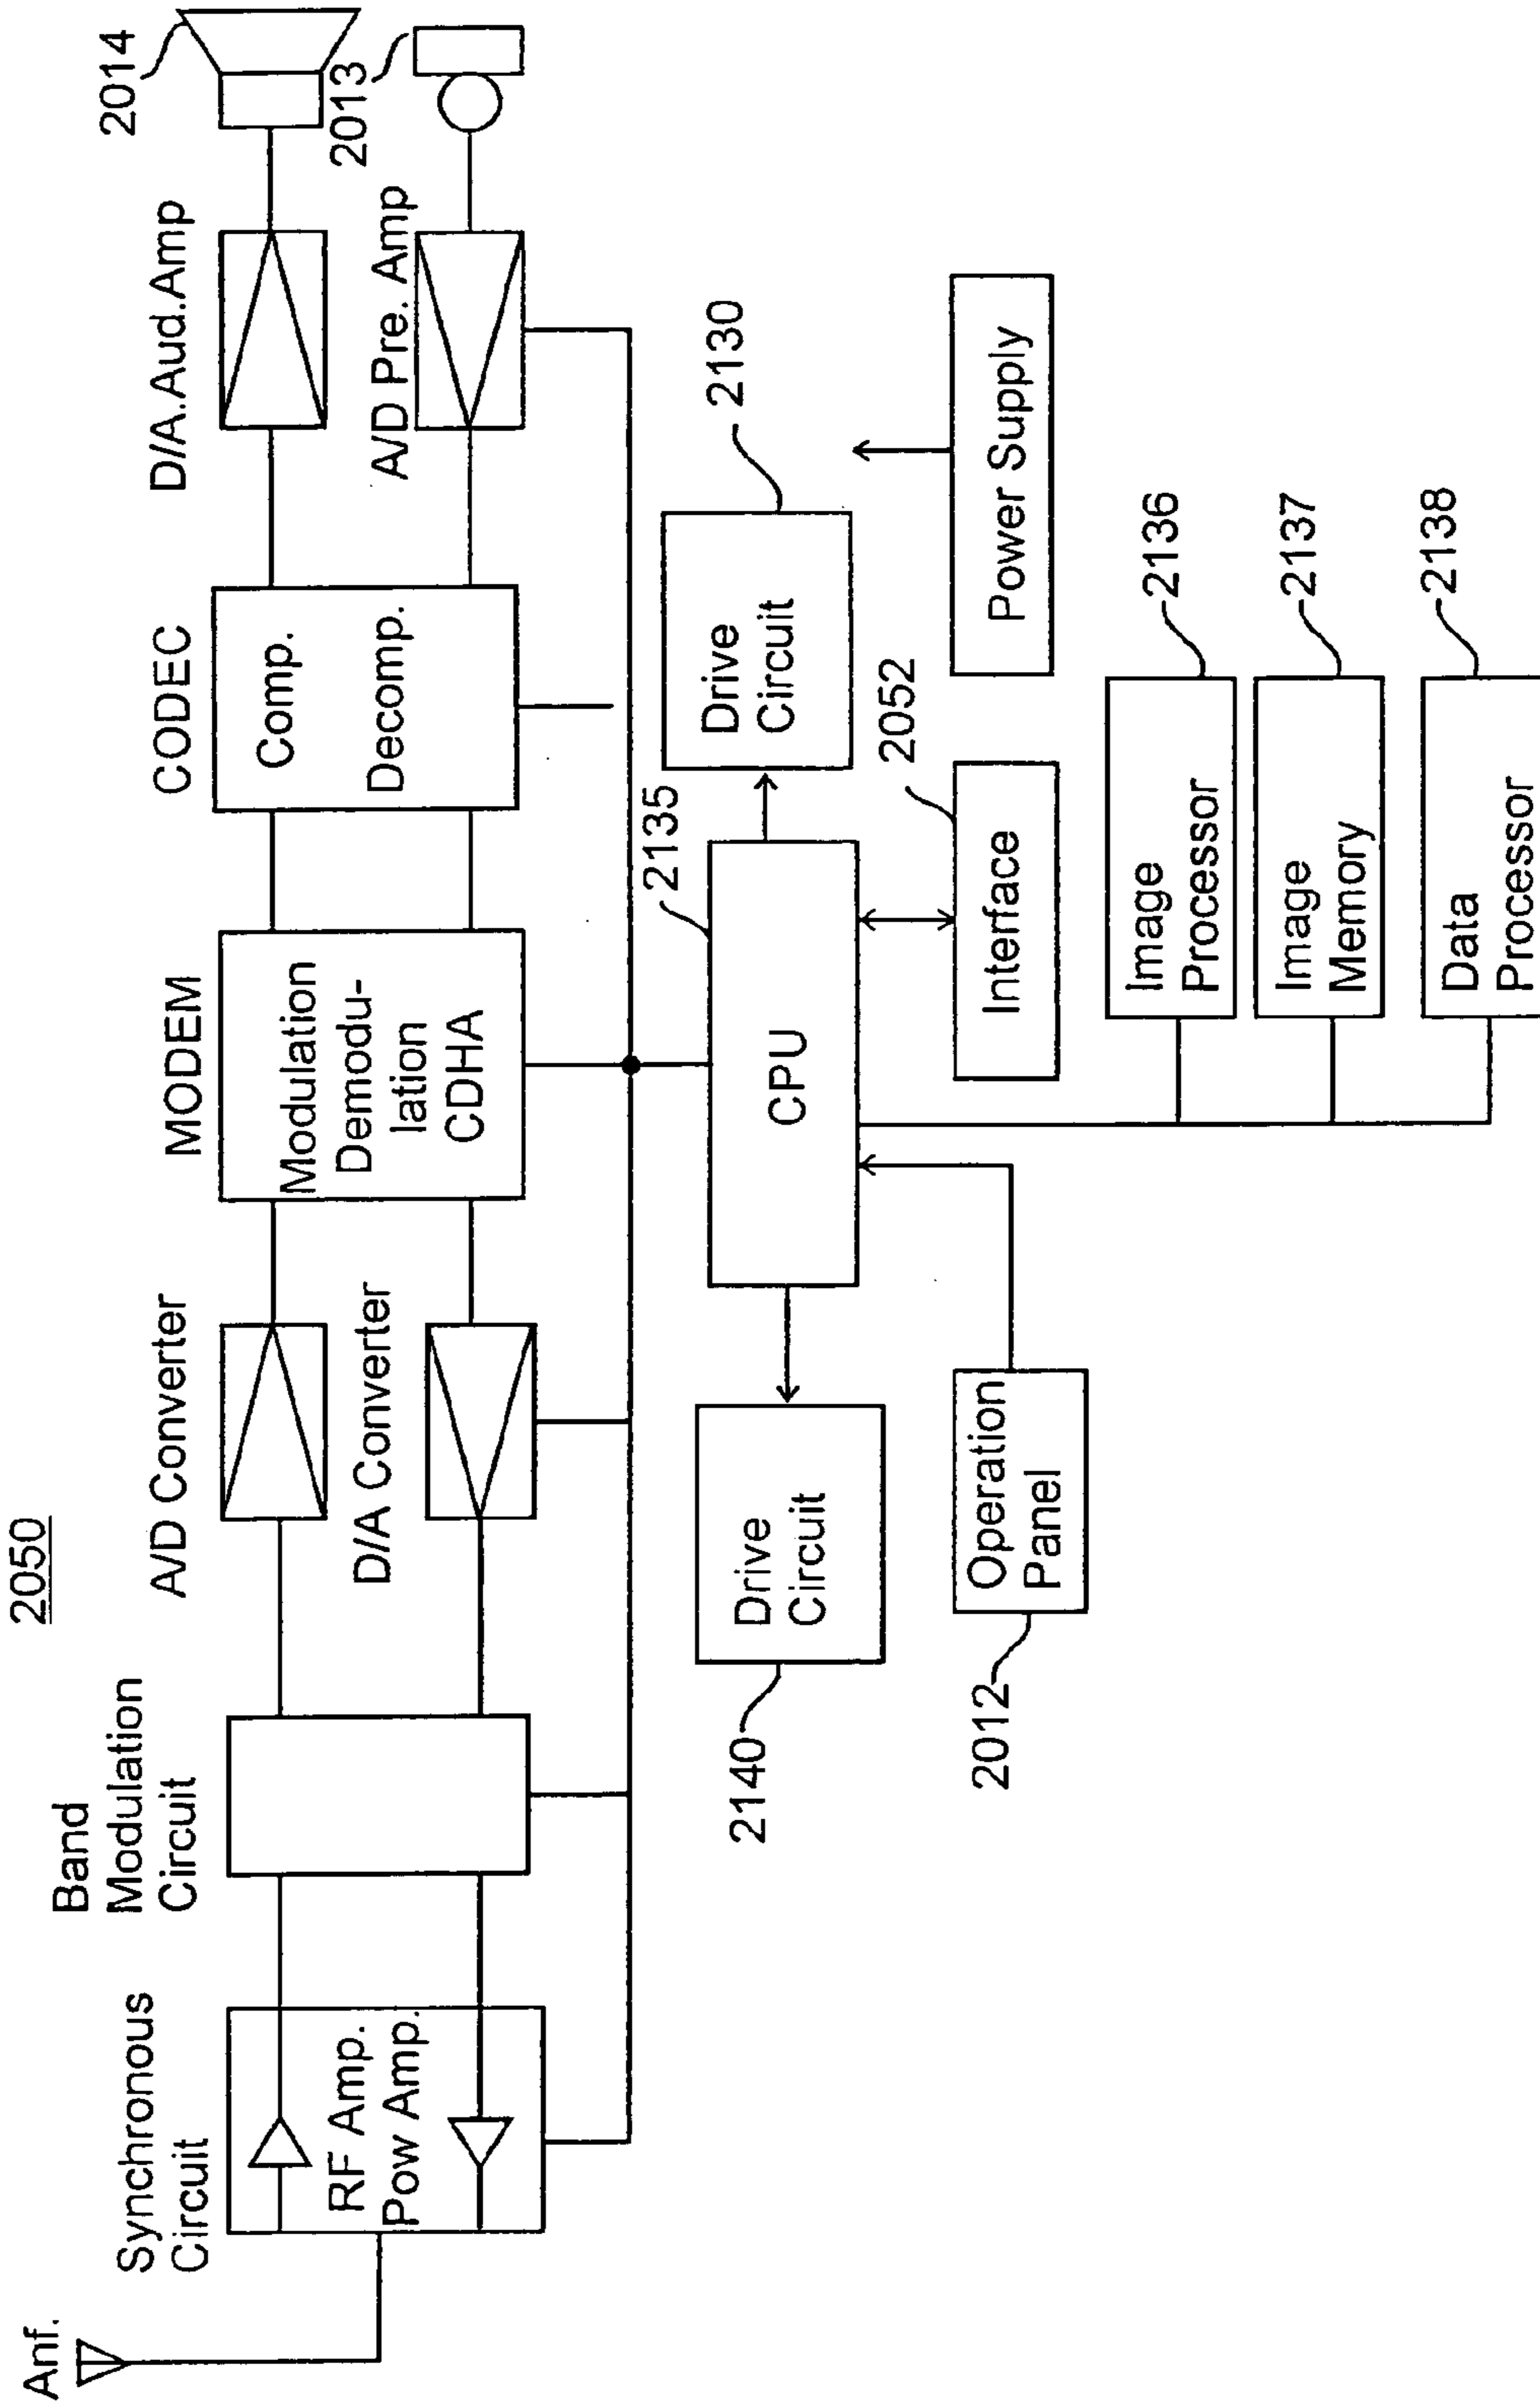 2050
Anf.
Synchronous
Circuit
RF Amp.
Pow Amp.
Band
Modulation
Circuit
A/D Converter
D/A Converter
MODEM
Modulation
Demodu-
lation
CDHA
CODEC
Comp.
Decomp.
D/A.Aud.Amp
A/D Pre. Amp
2014
2013
2140
Drive
Circuit
2135
CPU
Drive
Circuit
2130
2012
Operation
Panel
2052
Interface
Power Supply
Image
Processor
2136
Image
Memory
2137
Data
Processor
2138